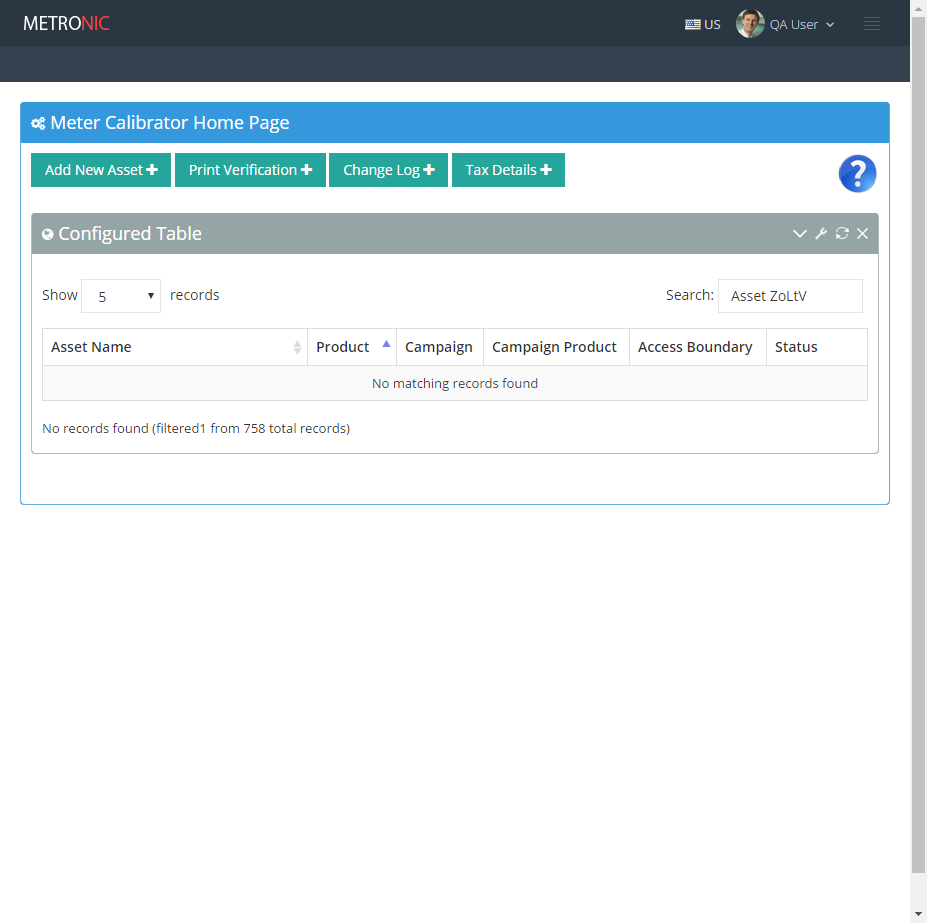 METRONIC
US
QA User
Meter Calibrator Home Page
Add New Asset
Print Verification
Change Log
Tax Details
?
Configured Table
Show 5 records
Search: Asset ZoLtV
Asset Name Product Campaign Campaign Product Access Boundary Status
No matching records found
No records found (filtered1 from 758 total records)